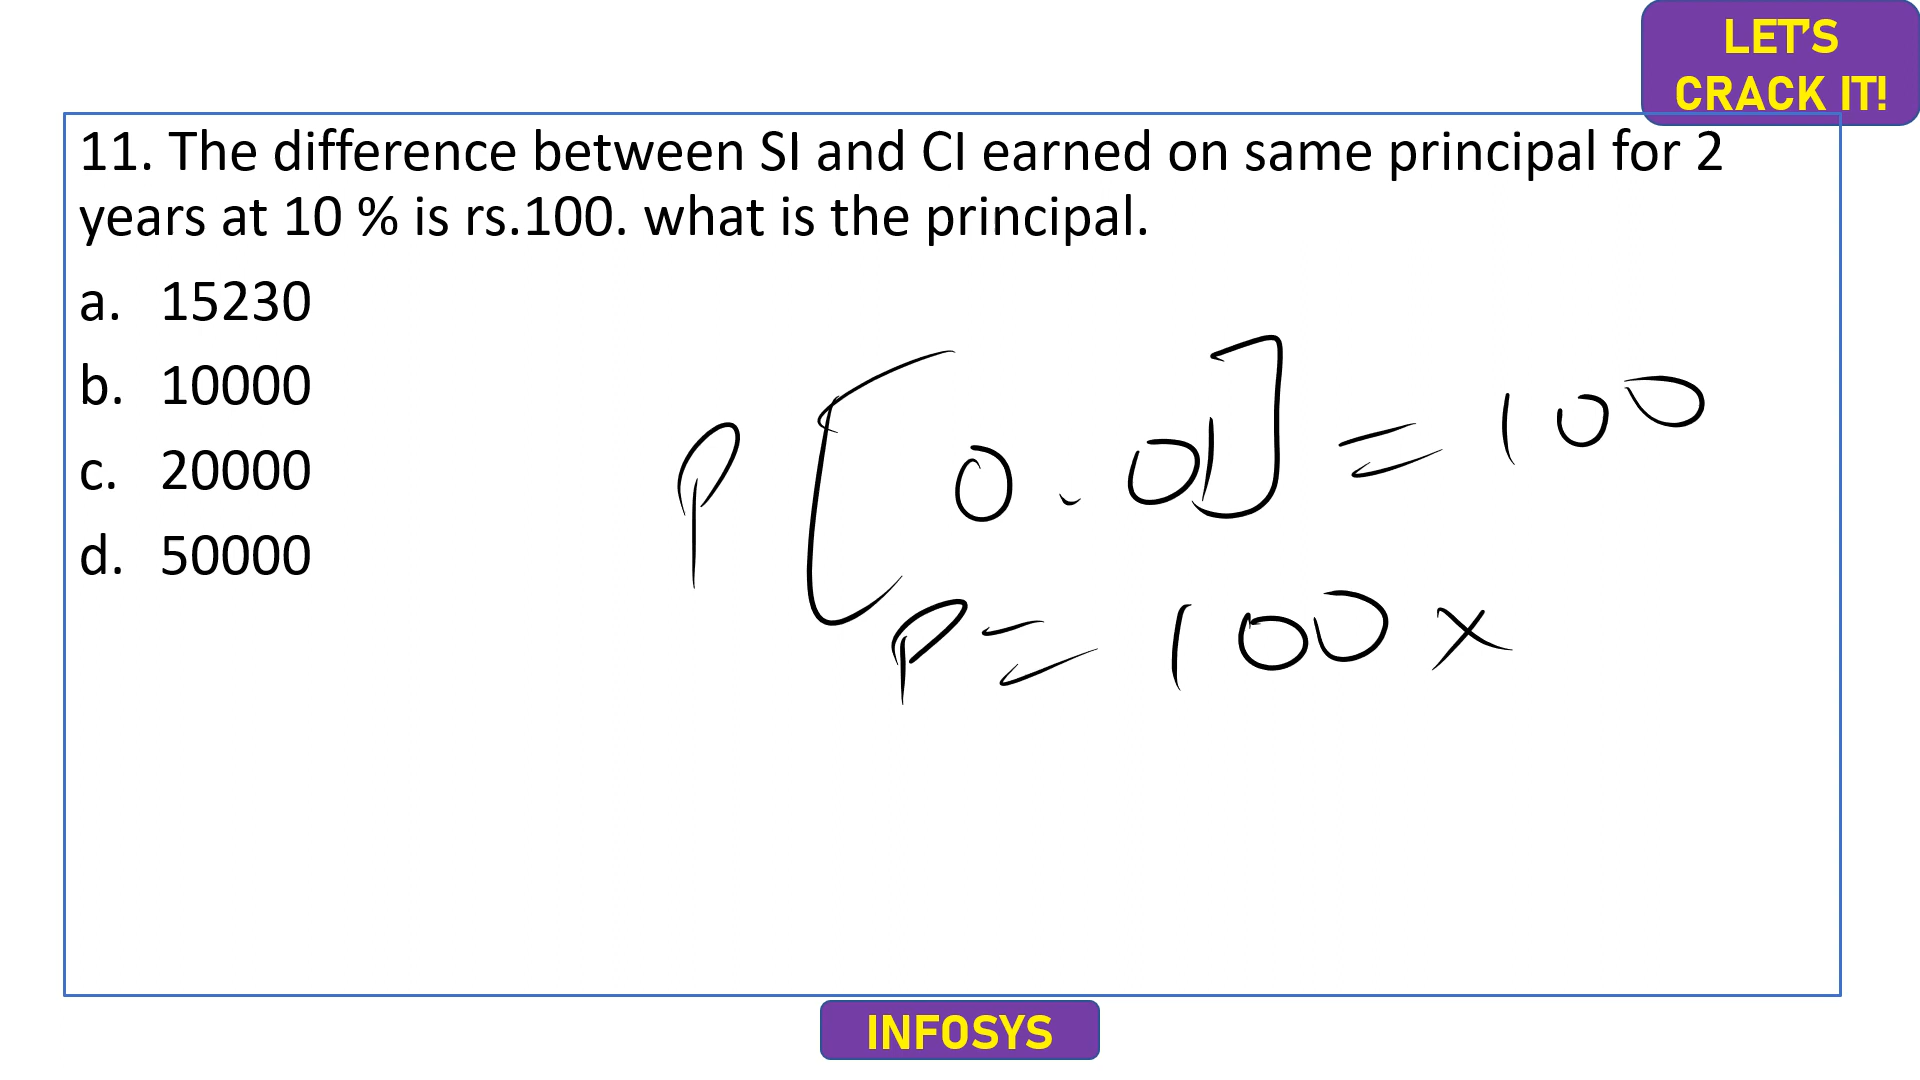 LET'S
CRACK IT!
11. The difference between SI and CI earned on same principal for 2
years at 10 % is rs.100. what is the principal.
a. 15230
b. 10000
c. 20000
d. 50000
P [ 0.01 ] = 100
P = 100 x
INFOSYS